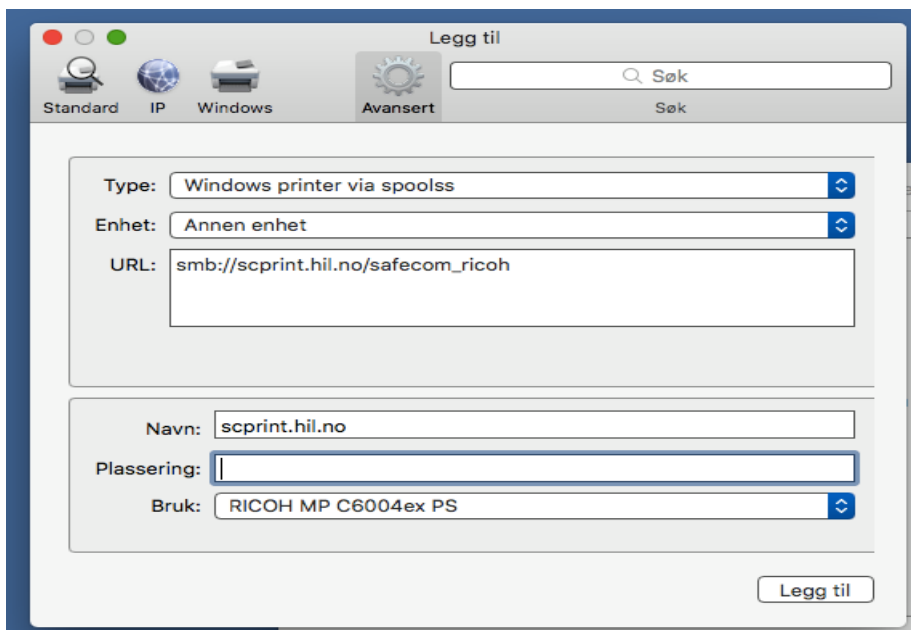 Legg til
Søk
Standard IP Windows Avansert Søk
Type: Windows printer via spoolss
Enhet: Annen enhet
URL: smb://scprint.hil.no/safecom_ricoh
Navn: scprint.hil.no
Plassering:
Bruk: RICOH MP C6004ex PS
Legg til